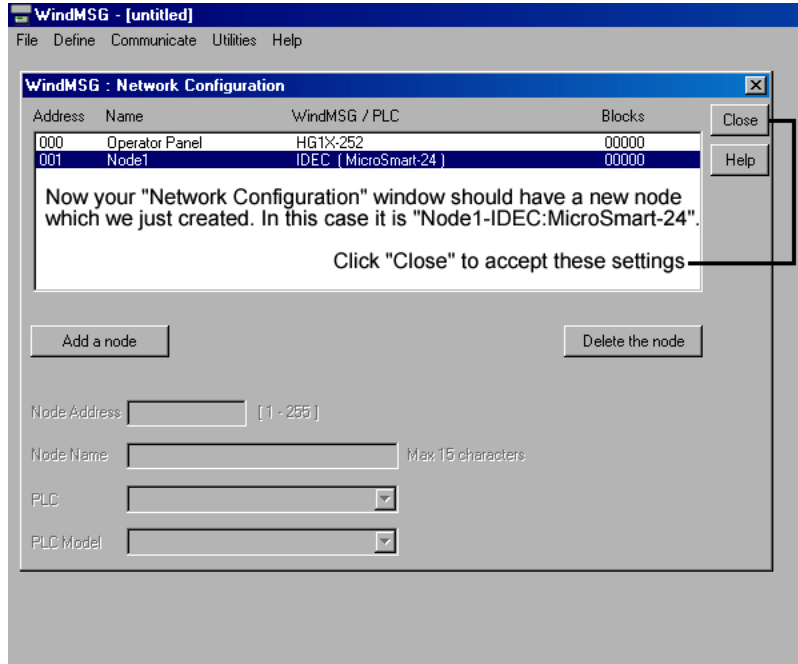 WindMSG - [untitled]
File Define Communicate Utilities Help
WindMSG : Network Configuration
Address Name WindMSG / PLC Blocks
Close
000 Operator Panel HG1X-252 00000
001 Node1 IDEC ( MicroSmart-24 ) 00000
Help
Now your "Network Configuration" window should have a new node
which we just created. In this case it is "Node1-IDEC:MicroSmart-24".
Click "Close" to accept these settings
Add a node Delete the node
Node Address [ 1 - 255 ]
Node Name Max 15 characters
PLC
PLC Model